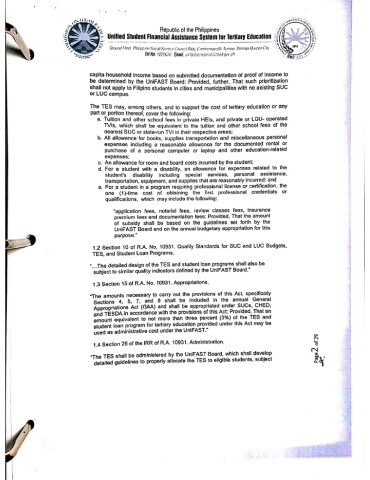 Republic of the Philippines
Unified Student Financial Assistance System for Tertiary Education
capita household income based on submitted documentation of proof of income to
be determined by the UniFAST Board: Provided, further, That such prioritization
shall not apply to Filipino students in cities and municipalities with no existing SUC
or LUC campus.
The TES may, among others, and to support the cost of tertiary education or any
part or portion thereof, cover the following:
a. Tuition and other school fees in private HEIs, and private or LGU- operated
TVIs, which shall be equivalent to the tuition and other school fees of the
nearest SUC or state-run TVI in their respective areas;
b. All allowance for books, supplies transportation and miscellaneous personal
expenses including a reasonable allowance for the documented rental or
purchase of a personal computer or laptop and other education-related
expenses;
c. An allowance for room and board costs incurred by the student;
d. For a student with a disability, an allowance for expenses related to the
student's disability including special services, personal assistance,
transportation, equipment, and supplies that are reasonably incurred; and
e. For a student in a program requiring professional license or certification, the
one (1)-time cost of obtaining the first professional credentials or
qualifications, which may include the following:
"application fees, notarial fees, review classes fees, insurance
premium fees and documentation fees: Provided, That the amount
of subsidy shall be based on the guidelines set forth by the
UniFAST Board and on the annual budgetary appropriation for this
purpose."
1.2 Section 10 of R.A. No. 10931. Quality Standards for SUC and LUC Budgets,
TES, and Student Loan Programs.
"...The detailed design of the TES and student loan programs shall also be
subject to similar quality indicators defined by the UniFAST Board."
1.3 Section 15 of R.A. No. 10931. Appropriations.
"The amounts necessary to carry out the provisions of this Act, specifically
Sections 4, 5, 7, and 8 shall be included in the annual General
Appropriations Act (GAA) and shall be appropriated under SUCs, CHED,
and TESDA in accordance with the provisions of this Act; Provided, That an
amount equivalent to not more than three percent (3%) of the TES and
student loan program for tertiary education provided under this Act may be
used as administrative cost under the UniFAST."
1.4 Section 26 of the IRR of R.A. 10931. Administration.
"The TES shall be administered by the UniFAST Board, which shall develop
detailed guidelines to properly allocate the TES to eligible students, subject
Page 2 of 29